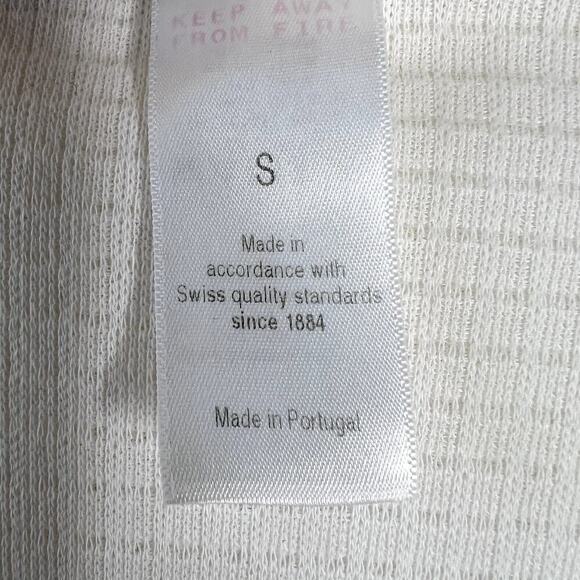 KEEP AWAY
FROM FIRE
S
Made in
accordance with
Swiss quality standards
since 1884
Made in Portugal